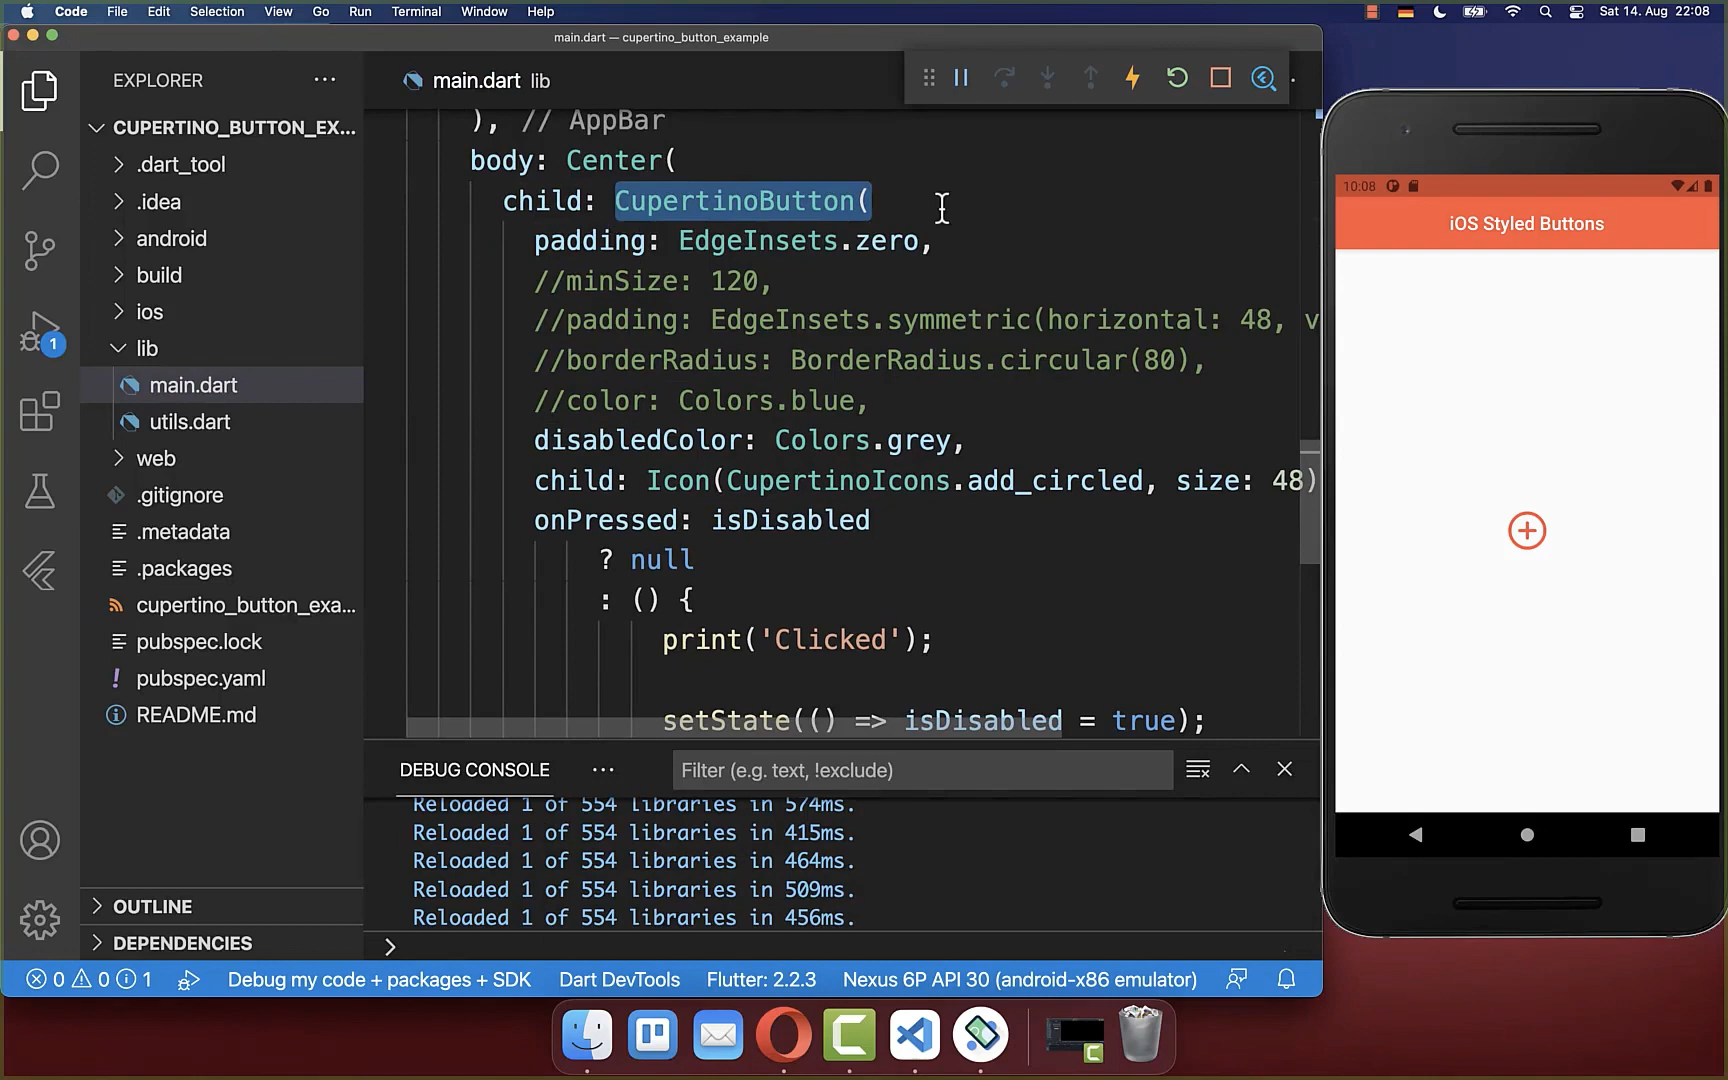 Code File Edit Selection View Go Run Terminal Window Help
Sat 14. Aug 22:08
main.dart — cupertino_button_example
EXPLORER
CUPERTINO_BUTTON_EX...
.dart_tool
.idea
android
build
ios
lib
main.dart
utils.dart
web
.gitignore
.metadata
.packages
cupertino_button_exa...
pubspec.lock
pubspec.yaml
README.md
OUTLINE
DEPENDENCIES
1
main.dart lib
), // AppBar
body: Center(
child: CupertinoButton(
padding: EdgeInsets.zero,
//minSize: 120,
//padding: EdgeInsets.symmetric(horizontal: 48, v
//borderRadius: BorderRadius.circular(80),
//color: Colors.blue,
disabledColor: Colors.grey,
child: Icon(CupertinoIcons.add_circled, size: 48)
onPressed: isDisabled
? null
: () {
print('Clicked');
setState(() => isDisabled = true);
DEBUG CONSOLE
Filter (e.g. text, !exclude)
Reloaded 1 of 554 libraries in 574ms.
Reloaded 1 of 554 libraries in 415ms.
Reloaded 1 of 554 libraries in 464ms.
Reloaded 1 of 554 libraries in 509ms.
Reloaded 1 of 554 libraries in 456ms.
0 0 1 Debug my code + packages + SDK Dart DevTools Flutter: 2.2.3 Nexus 6P API 30 (android-x86 emulator)
10:08
iOS Styled Buttons